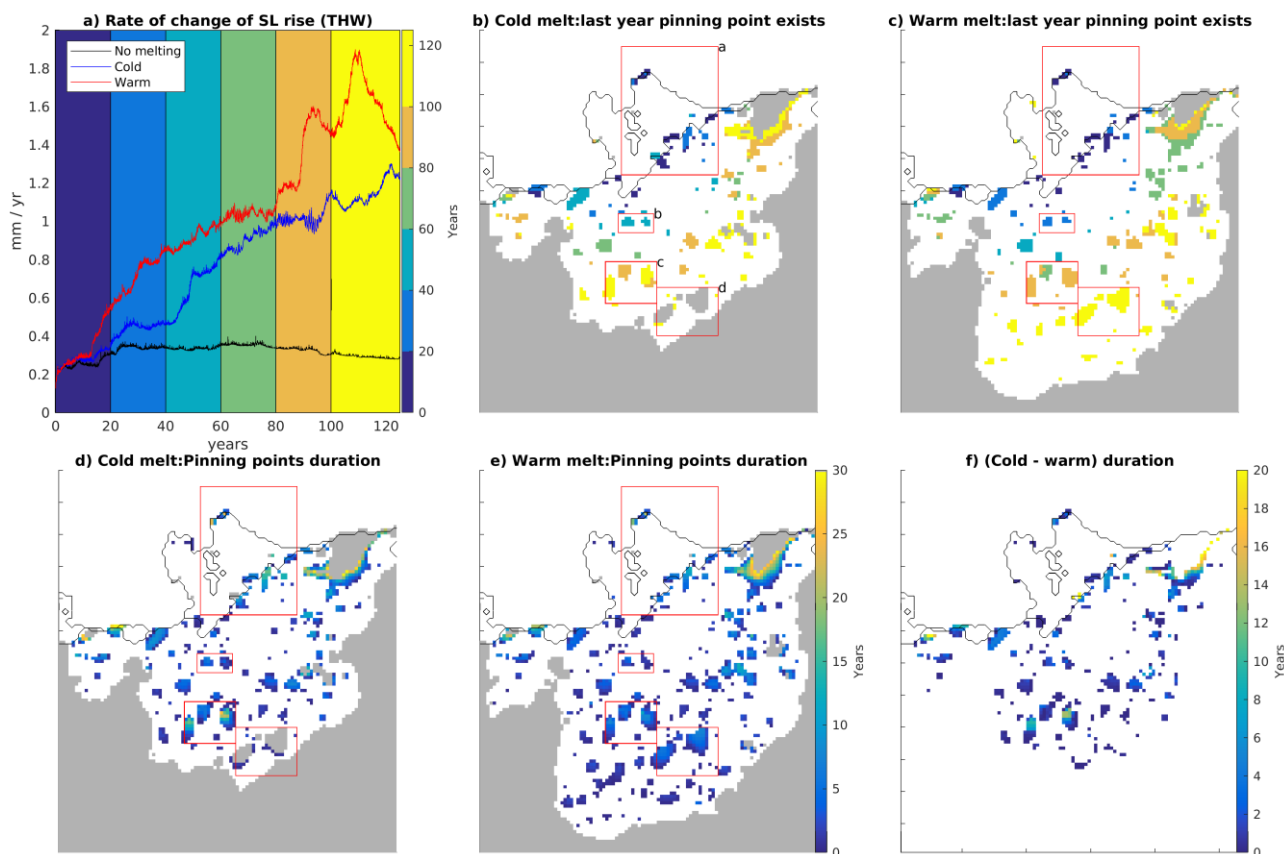 a) Rate of change of SL rise (THW)
2
1.8
1.6
1.4
1.2
1
0.8
0.6
0.4
0.2
0
mm / yr
No melting
Cold
Warm
0 20 40 60 80 100 120
years
120
100
80
60
40
20
0
Years
b) Cold melt:last year pinning point exists
a
b
c
d
c) Warm melt:last year pinning point exists
d) Cold melt:Pinning points duration
e) Warm melt:Pinning points duration
30
25
20
15
10
5
0
Years
f) (Cold - warm) duration
20
18
16
14
12
10
8
6
4
2
0
Years